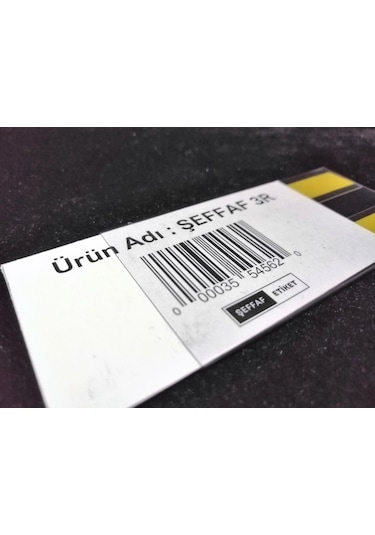 Ürün Adı : ŞEFFAF 3R
0 00035 54562 0
ŞEFFAF ETİKET